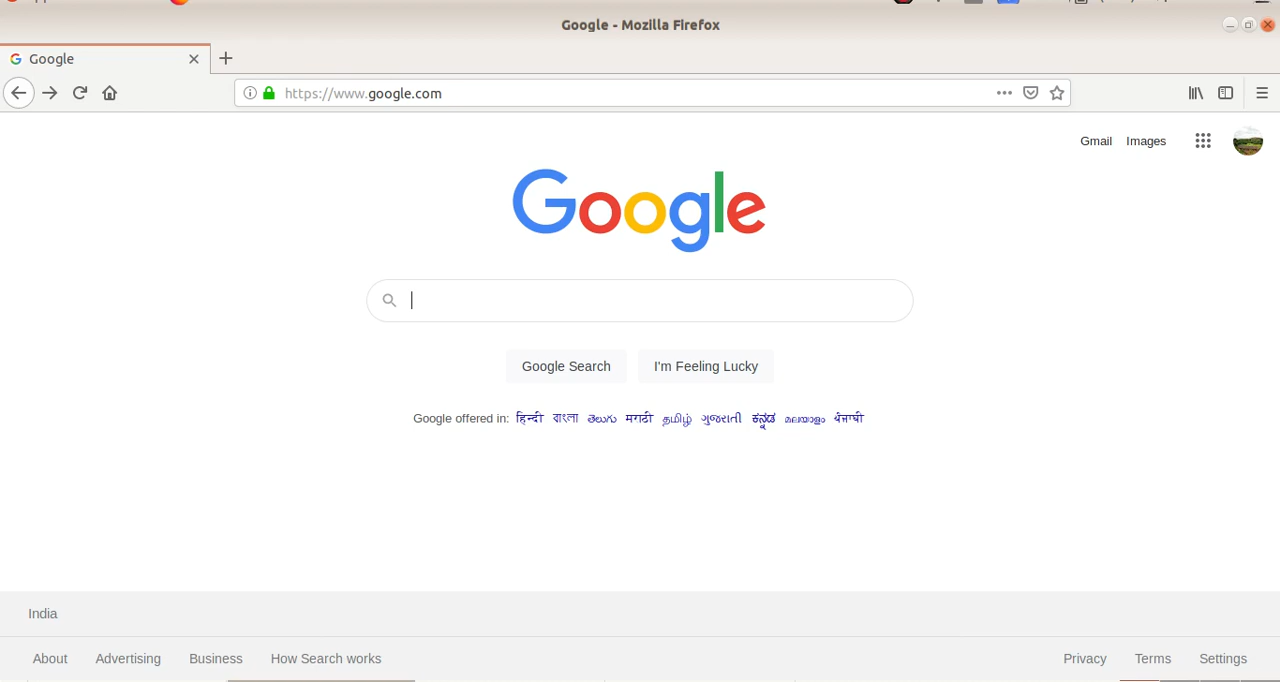 Google - Mozilla Firefox
Google
https://www.google.com
Gmail Images
Google
Google Search I'm Feeling Lucky
Google offered in: हिन्दी বাংলা తెలుగు मराठी தமிழ் ગુજરાતી ಕನ್ನಡ മലയാളം ਪੰਜਾਬੀ
India
About Advertising Business How Search works Privacy Terms Settings